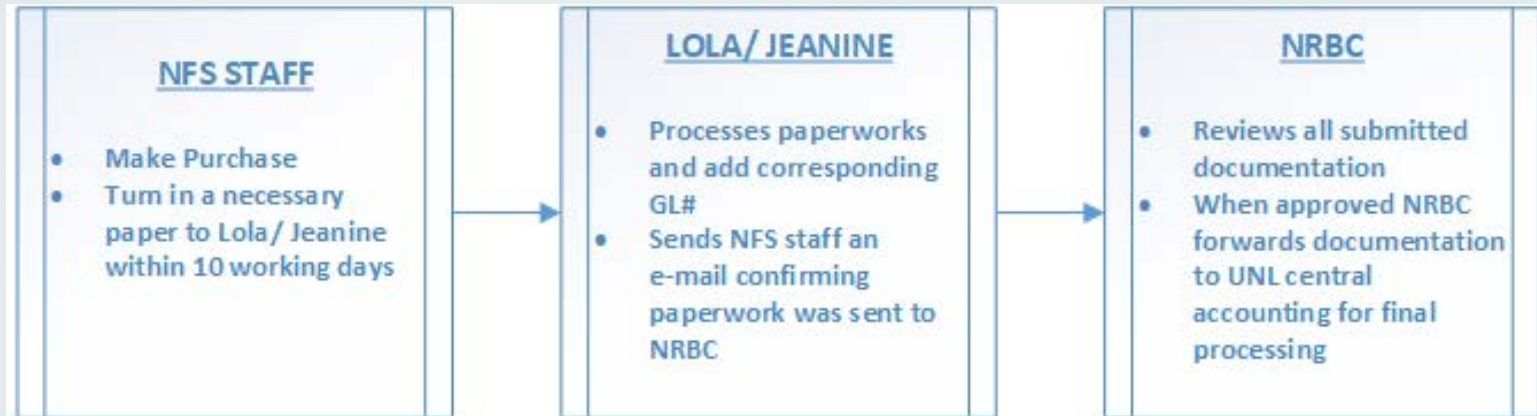 NFS STAFF
• Make Purchase
• Turn in a necessary
paper to Lola/ Jeanine
within 10 working days
LOLA/ JEANINE
• Processes paperworks
and add corresponding
GL#
• Sends NFS staff an
e-mail confirming
paperwork was sent to
NRBC
NRBC
• Reviews all submitted
documentation
• When approved NRBC
forwards documentation
to UNL central
accounting for final
processing